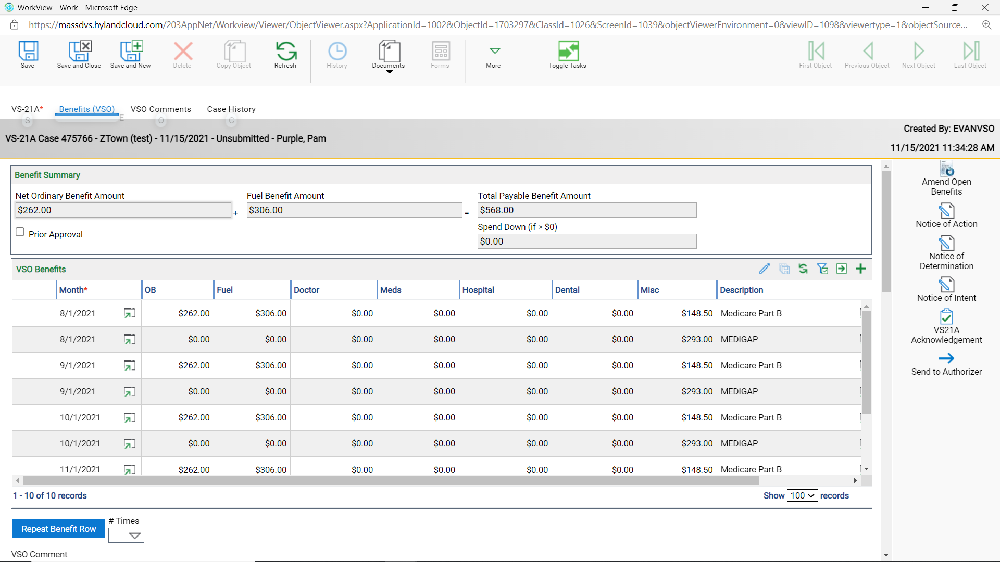 WorkView - Work - Microsoft Edge
https://massdvs.hylandcloud.com/203AppNet/Workview/Viewer/ObjectViewer.aspx?ApplicationId=1002&ObjectId=1703297&ClassId=1026&ScreenId=1039&objectViewerEnvironment=0&viewID=1098&viewertype=1&objectSource...
Save
Save and Close
Save and New
Delete
Copy Object
Refresh
History
Documents
Forms
More
Toggle Tasks
First Object
Previous Object
Next Object
Last Object
VS-21A* Benefits (VSO) VSO Comments Case History
S E O C
Created By: EVANVSO
VS-21A Case 475766 - ZTown (test) - 11/15/2021 - Unsubmitted - Purple, Pam
11/15/2021 11:34:28 AM
Benefit Summary
Net Ordinary Benefit Amount Fuel Benefit Amount Total Payable Benefit Amount
$262.00 + $306.00 = $568.00
Prior Approval
Spend Down (if > $0)
$0.00
VSO Benefits
Month* OB Fuel Doctor Meds Hospital Dental Misc Description
8/1/2021 $262.00 $306.00 $0.00 $0.00 $0.00 $0.00 $148.50 Medicare Part B
8/1/2021 $0.00 $0.00 $0.00 $0.00 $0.00 $0.00 $293.00 MEDIGAP
9/1/2021 $262.00 $306.00 $0.00 $0.00 $0.00 $0.00 $148.50 Medicare Part B
9/1/2021 $0.00 $0.00 $0.00 $0.00 $0.00 $0.00 $293.00 MEDIGAP
10/1/2021 $262.00 $306.00 $0.00 $0.00 $0.00 $0.00 $148.50 Medicare Part B
10/1/2021 $0.00 $0.00 $0.00 $0.00 $0.00 $0.00 $293.00 MEDIGAP
11/1/2021 $262.00 $306.00 $0.00 $0.00 $0.00 $0.00 $148.50 Medicare Part B
1 - 10 of 10 records
Show 100 records
Repeat Benefit Row
# Times
VSO Comment
Amend Open
Benefits
Notice of Action
Notice of
Determination
Notice of Intent
VS21A
Acknowledgement
Send to Authorizer